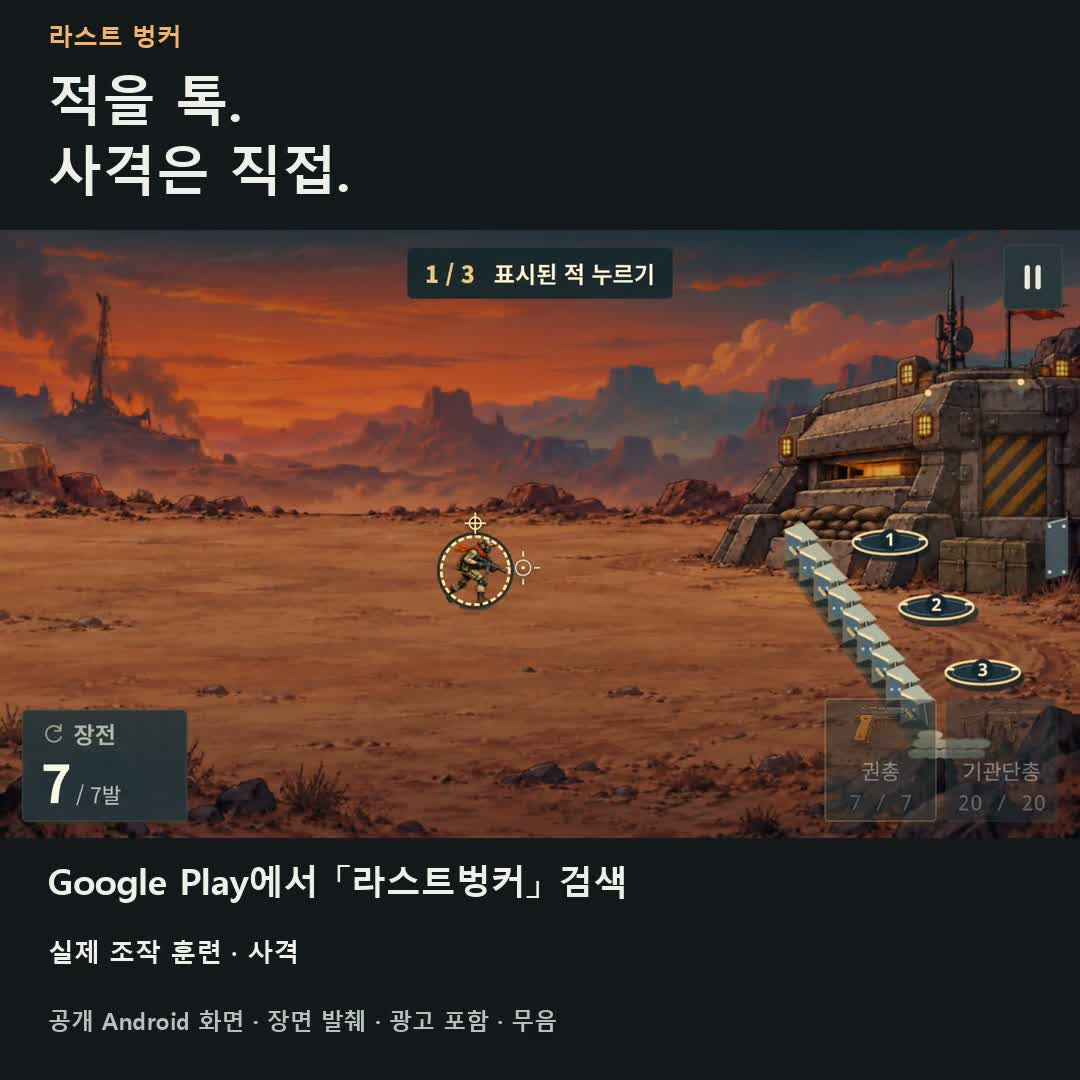 라스트 벙커
적을 톡.
사격은 직접.
1 / 3 표시된 적 누르기
1
2
3
장전
7 / 7발
권총
7 / 7
기관단총
20 / 20
Google Play에서「라스트벙커」검색
실제 조작 훈련 · 사격
공개 Android 화면 · 장면 발췌 · 광고 포함 · 무음